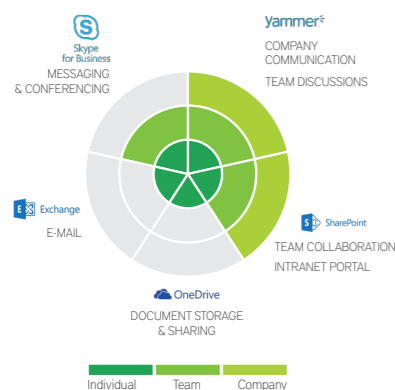 Skype
for Business
MESSAGING
& CONFERENCING
yammer
COMPANY
COMMUNICATION
TEAM DISCUSSIONS
E Exchange
E-MAIL
S SharePoint
TEAM COLLABORATION
INTRANET PORTAL
OneDrive
DOCUMENT STORAGE
& SHARING
Individual Team Company